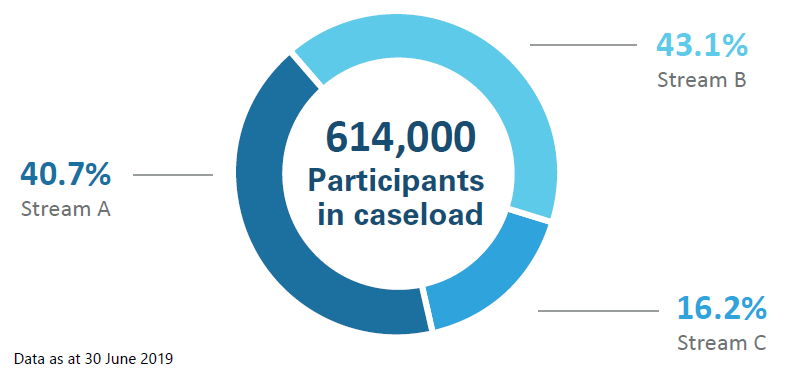 43.1%
Stream B
614,000
Participants
in caseload
40.7%
Stream A
16.2%
Stream C
Data as at 30 June 2019